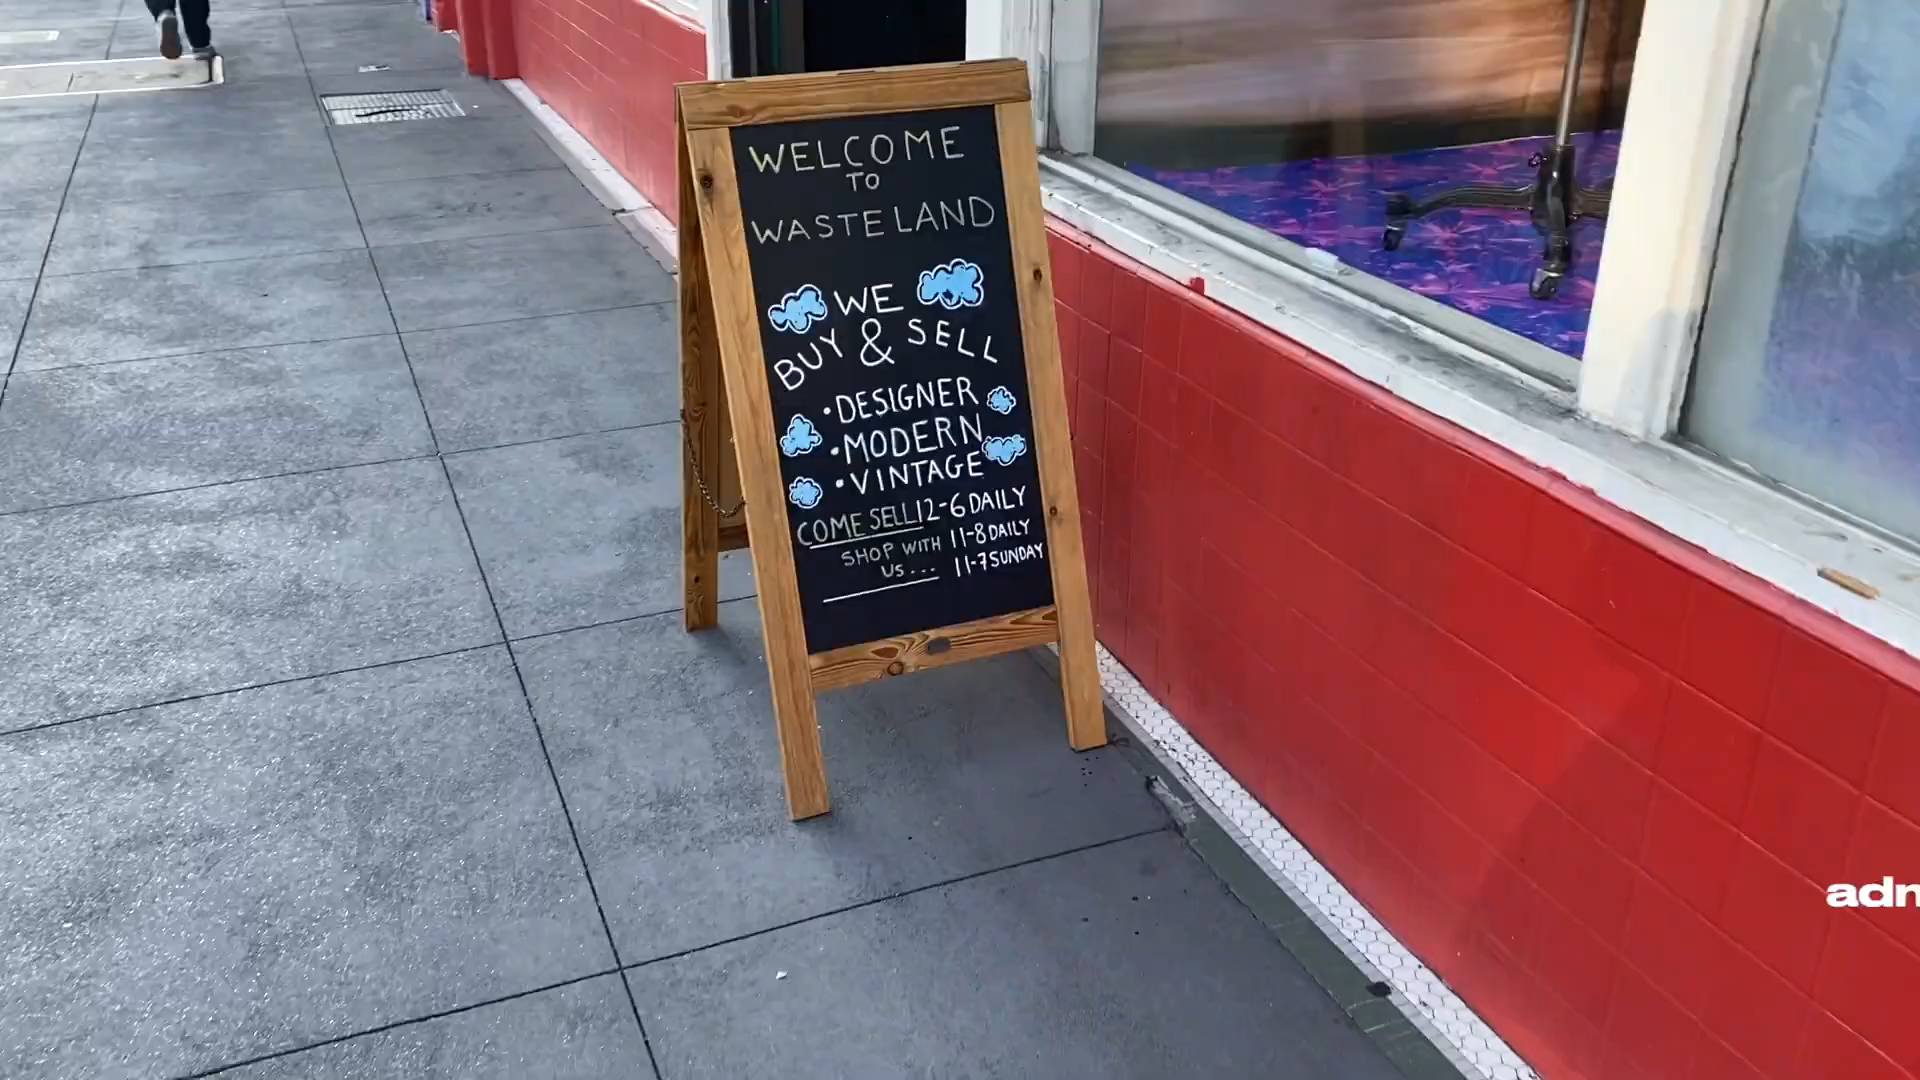 WELCOME
TO
WASTELAND
WE
BUY & SELL
• DESIGNER
• MODERN
• VINTAGE
COME SELL 12-6 DAILY
SHOP WITH 11-8 DAILY
US... 11-7 SUNDAY
adn